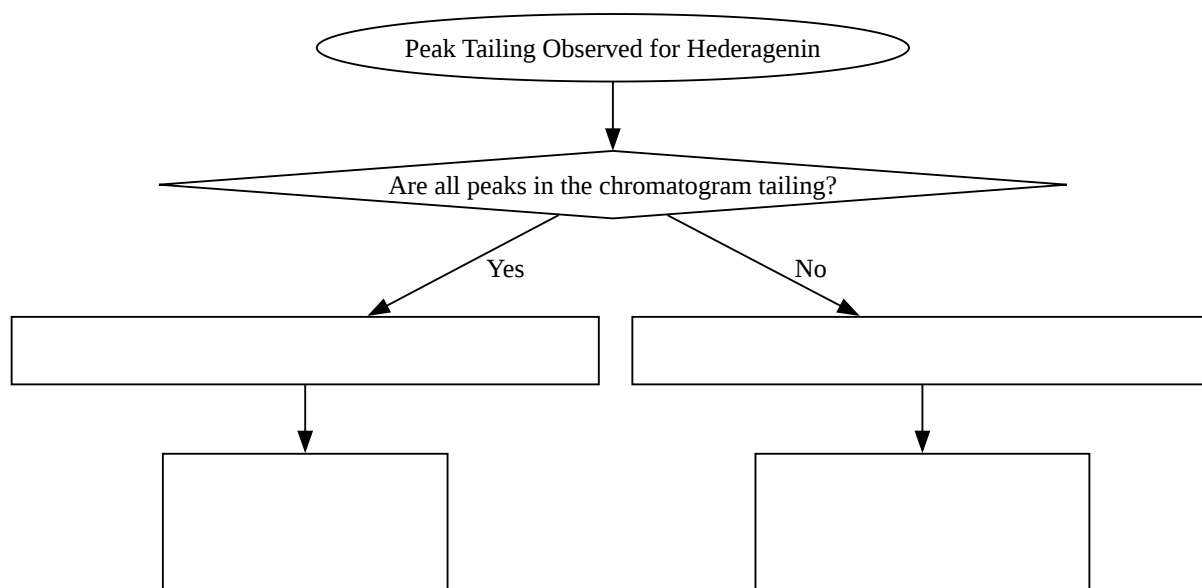 Peak Tailing Observed for Hederagenin
Are all peaks in the chromatogram tailing?
Yes
No